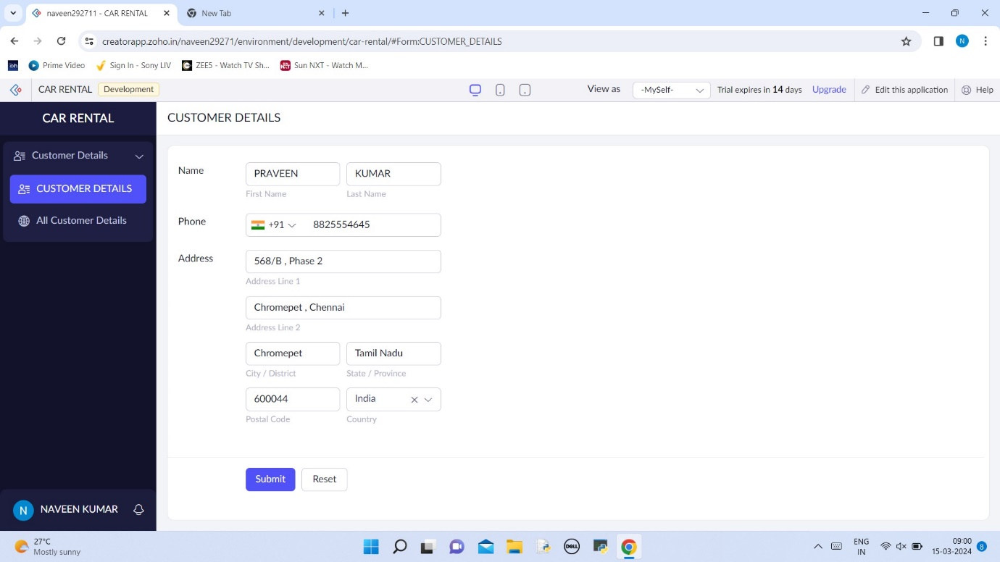 naveen292711 - CAR RENTAL
New Tab
creatorapp.zoho.in/naveen29271/environment/development/car-rental/#Form:CUSTOMER_DETAILS
N
Prime Video
Sign In - Sony LIV
ZEE5 - Watch TV Sh...
Sun NXT - Watch M...
CAR RENTAL
Development
View as
-MySelf-
Trial expires in 14 days
Upgrade
Edit this application
Help
CAR RENTAL
Customer Details
CUSTOMER DETAILS
All Customer Details
N
NAVEEN KUMAR
CUSTOMER DETAILS
Name
PRAVEEN
KUMAR
First Name
Last Name
Phone
+91
8825554645
Address
568/B , Phase 2
Address Line 1
Chromepet , Chennai
Address Line 2
Chromepet
Tamil Nadu
City / District
State / Province
600044
India
Postal Code
Country
Submit
Reset
27°C
Mostly sunny
DELL
ENG
IN
09:00
15-03-2024
8